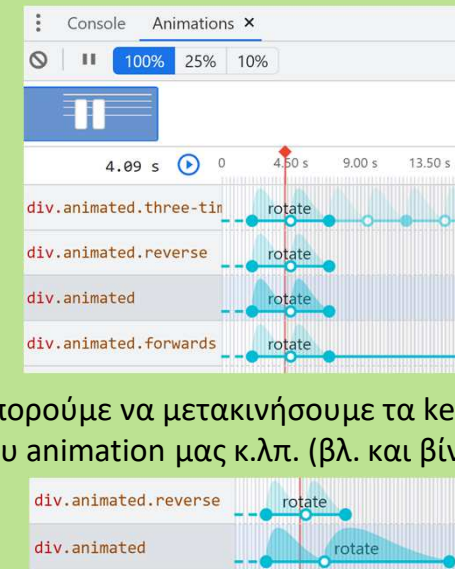 Console Animations ×
100% 25% 10%
4.09 s 0 4.50 s 9.00 s 13.50 s
div.animated.three-tim rotate
div.animated.reverse rotate
div.animated rotate
div.animated.forwards rotate
πορούμε να μετακινήσουμε τα ke
υ animation μας κ.λπ. (βλ. και βίν
div.animated.reverse rotate
div.animated rotate